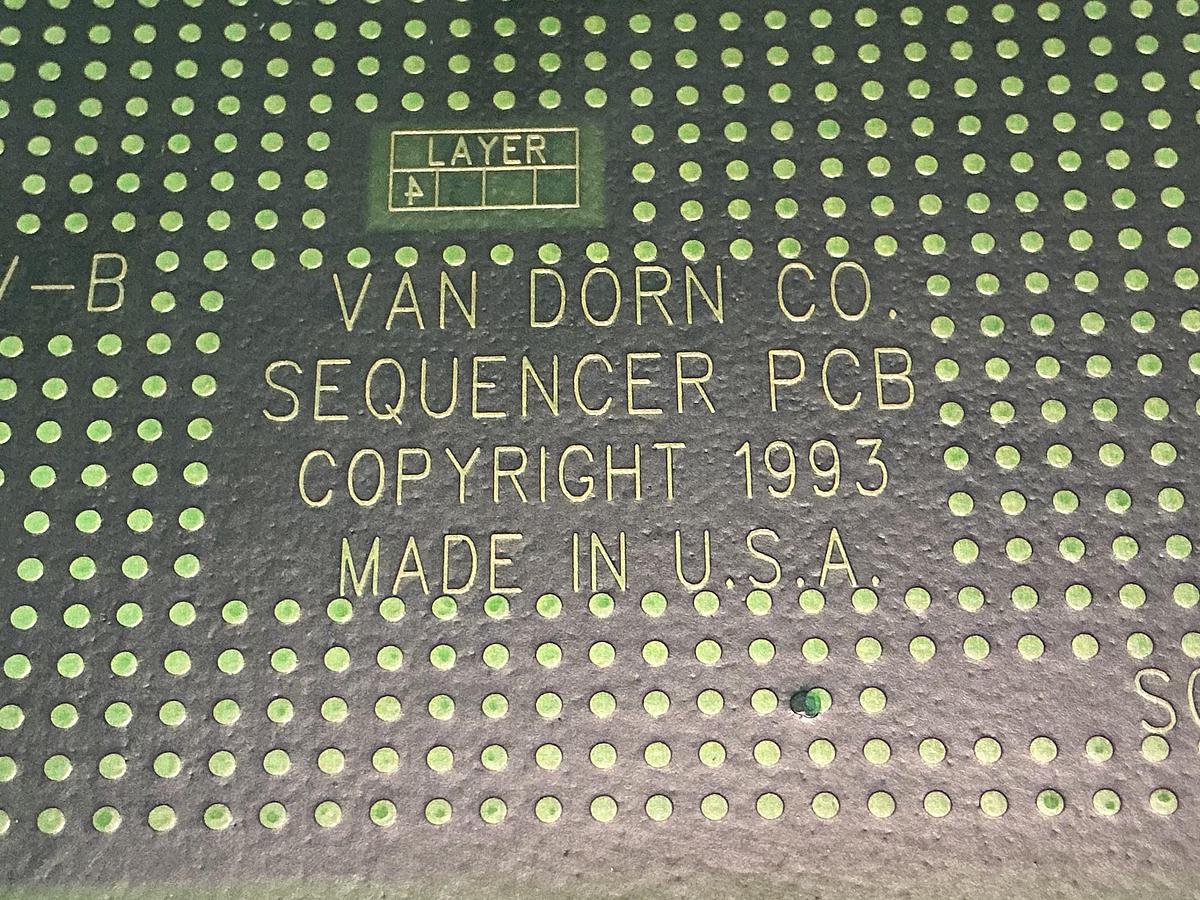 LAYER
4
V-B
VAN DORN CO.
SEQUENCER PCB
COPYRIGHT 1993
MADE IN U.S.A.